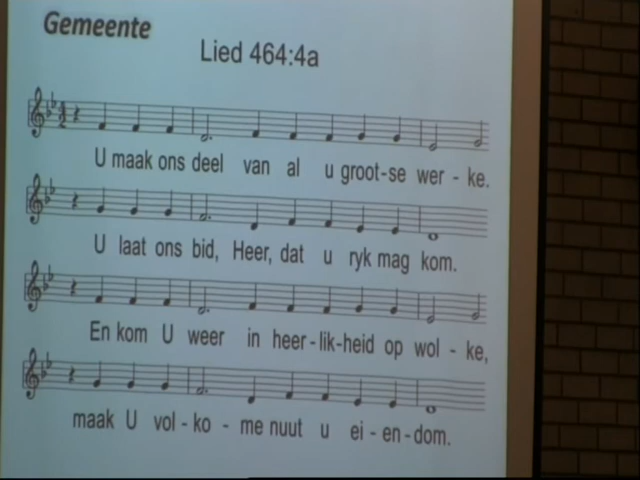 Gemeente
Lied 464:4a
U maak ons deel van al u groot-se wer - ke.
U laat ons bid, Heer, dat u ryk mag kom.
En kom U weer in heer-lik-heid op wol - ke,
maak U vol-ko - me nuut u ei-en-dom.